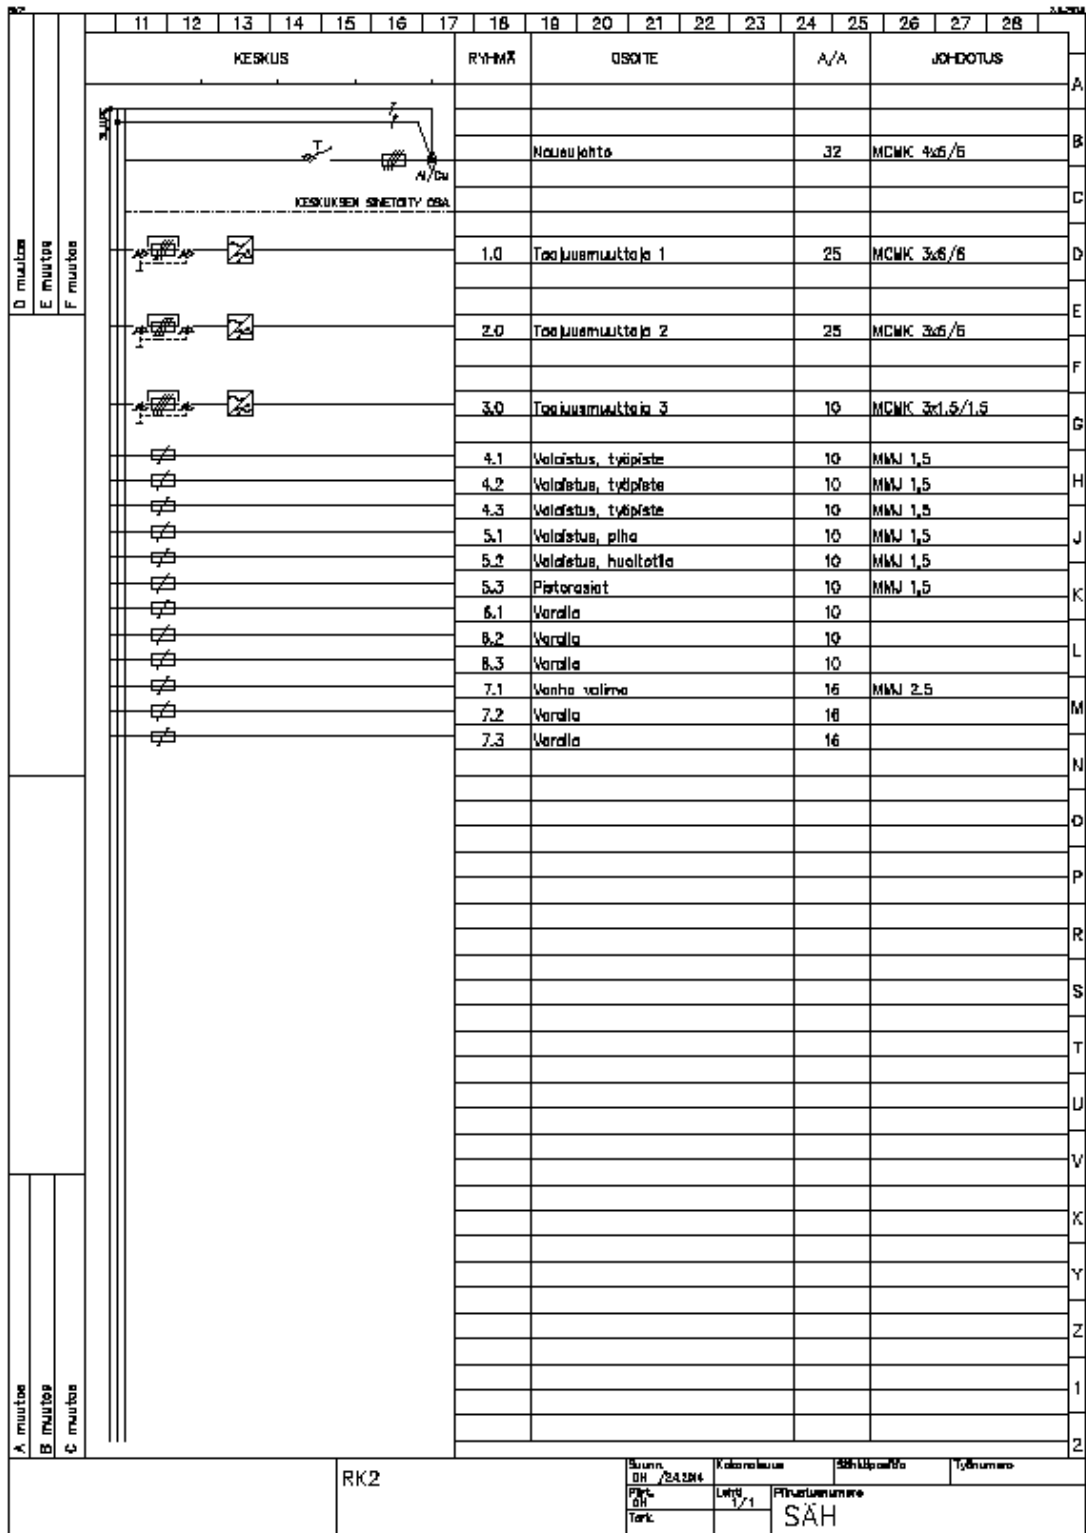 RK2
11 12 13 14 15 16 17 18 19 20 21 22 23 24 25 26 27 28
KESKUS RYHMÄ OSOITE A/A JOHDOTUS
A
B
C
D
E
F
G
H
J
K
L
M
N
O
P
R
S
T
U
V
X
Y
Z
1
2
D muutos
E muutos
F muutos
T
Nousujohto 32 MCMK 4x6/6
Al/Cu
KESKUKSEN SINETÖITY OSA
1.0 Taajuusmuuttaja 1 25 MCMK 3x6/6
2.0 Taajuusmuuttaja 2 25 MCMK 3x6/6
3.0 Taajuusmuuttaja 3 10 MCMK 3x1.5/1.5
4.1 Valaistus, työpiste 10 MMJ 1,5
4.2 Valaistus, työpiste 10 MMJ 1,5
4.3 Valaistus, työpiste 10 MMJ 1,5
5.1 Valaistus, piha 10 MMJ 1,5
5.2 Valaistus, huoltotila 10 MMJ 1,5
5.3 Pistorasiat 10 MMJ 1,5
6.1 Varalla 10
6.2 Varalla 10
6.3 Varalla 10
7.1 Vanha valimo 16 MMJ 2.5
7.2 Varalla 16
7.3 Varalla 16
A muutos
B muutos
C muutos
RK2
Suunn. Kokonaisuus Työnumero
OH
Piirt. Lehti Piirustusnumero
OH 1/1 SÄH
Tark.